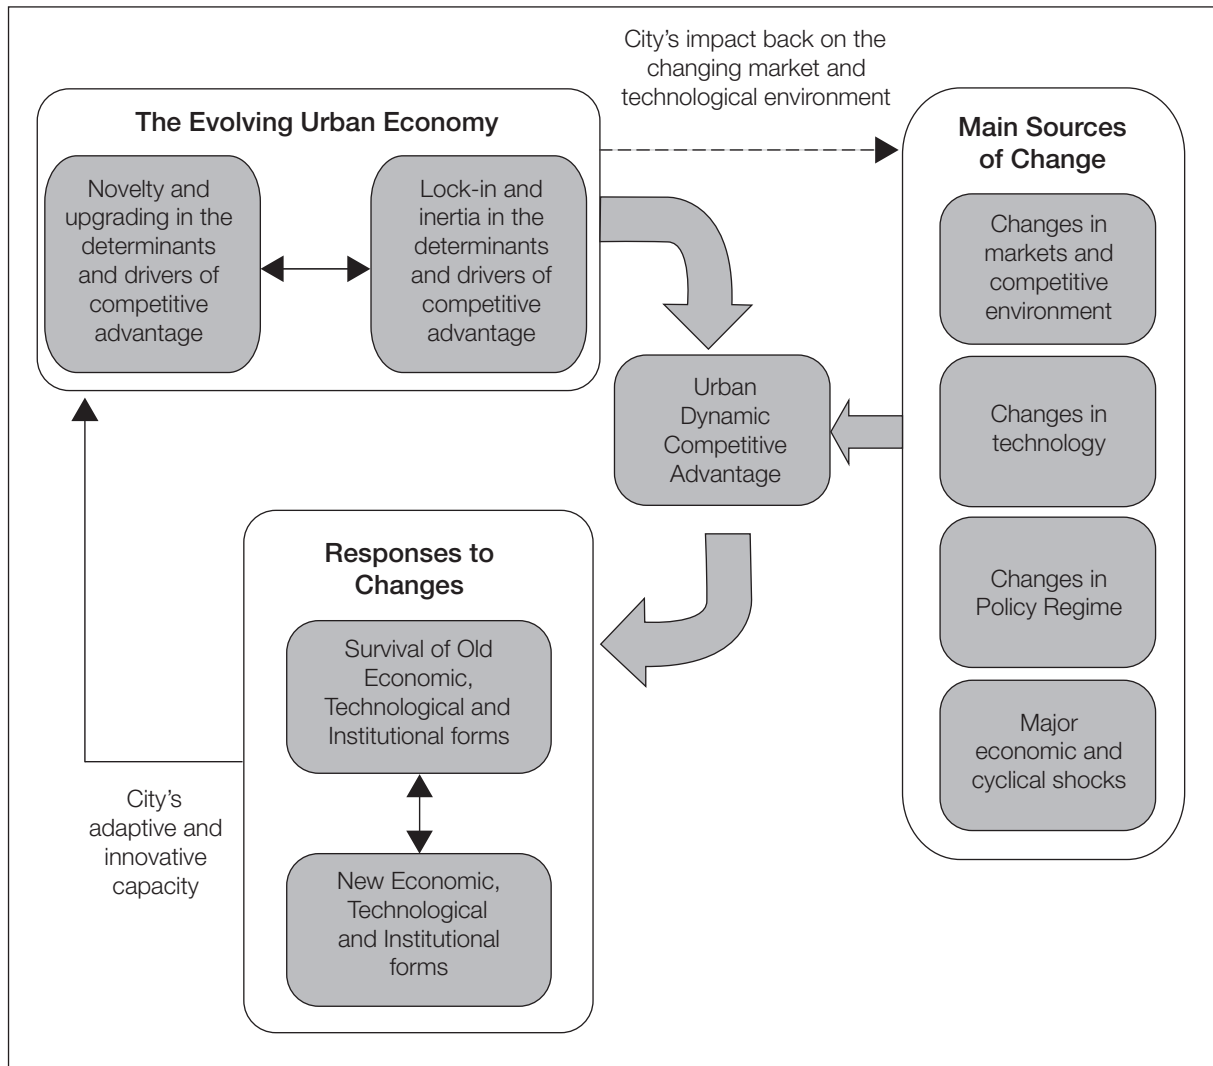 City’s impact back on the
changing market and
technological environment
The Evolving Urban Economy
Novelty and
upgrading in the
determinants
and drivers of
competitive
advantage
Lock-in and
inertia in the
determinants
and drivers of
competitive
advantage
Main Sources
of Change
Changes in
markets and
competitive
environment
Changes in
technology
Changes in
Policy Regime
Major
economic and
cyclical shocks
Urban
Dynamic
Competitive
Advantage
Responses to
Changes
Survival of Old
Economic,
Technological and
Institutional forms
New Economic,
Technological
and Institutional
forms
City’s
adaptive and
innovative
capacity